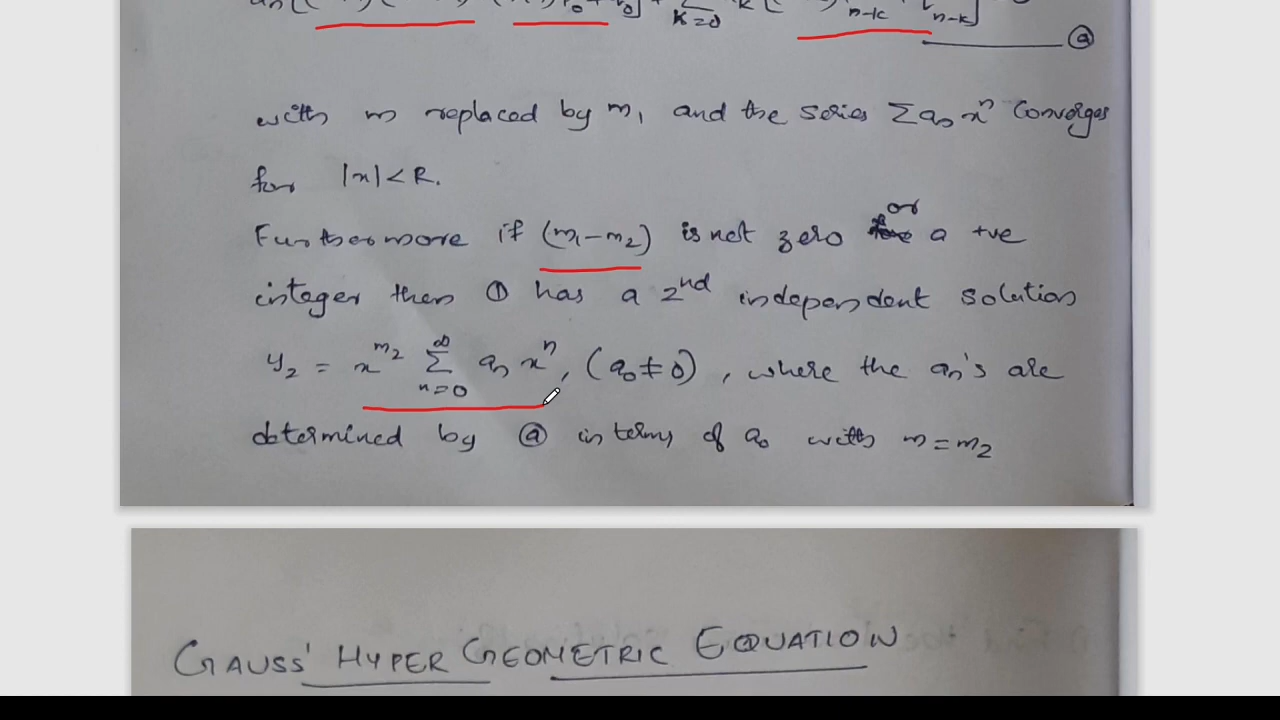 K=0 n-k n-k] ⓐ
with m replaced by m₁ and the series Σaₙxⁿ Converges
for |x|<R.
Furthermore if (m₁-m₂) is not zero or a +ve
integer then ① has a 2nd independent solution
y₂ = x^m₂ Σ_{n=0}^∞ aₙ xⁿ, (a₀≠0), where the aₙ's are
determined by ⓐ in terms of a₀ with m=m₂
GAUSS' HYPER GEOMETRIC EQUATION